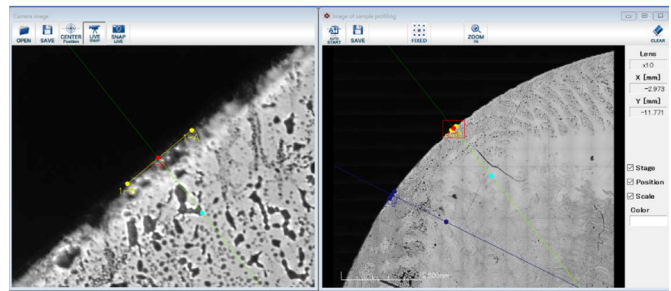 Camera image
OPEN
SAVE
CENTER
Position
LIVE
START
SNAP
LIVE
Image of sample profiling
AUTO
START
SAVE
FIXED
ZOOM
CLEAR
Lens
x10
X [mm]
-2.973
Y [mm]
-11.771
Stage
Position
Scale
Color